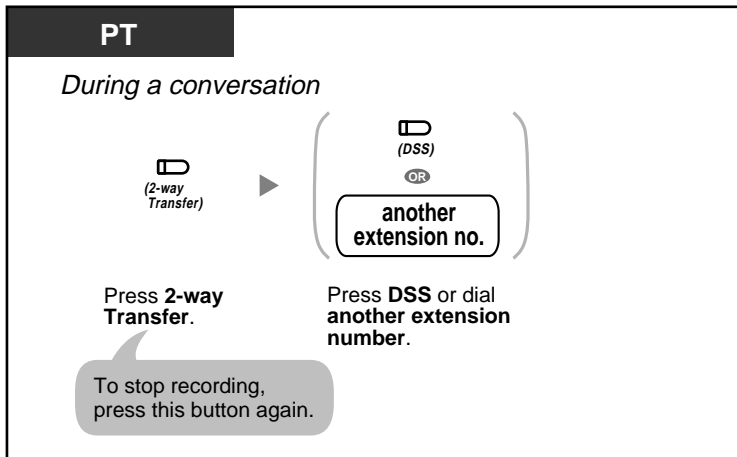 PT
During a conversation
(2-way
Transfer)
(DSS)
OR
another
extension no.
Press 2-way
Transfer.
Press DSS or dial
another extension
number.
To stop recording,
press this button again.